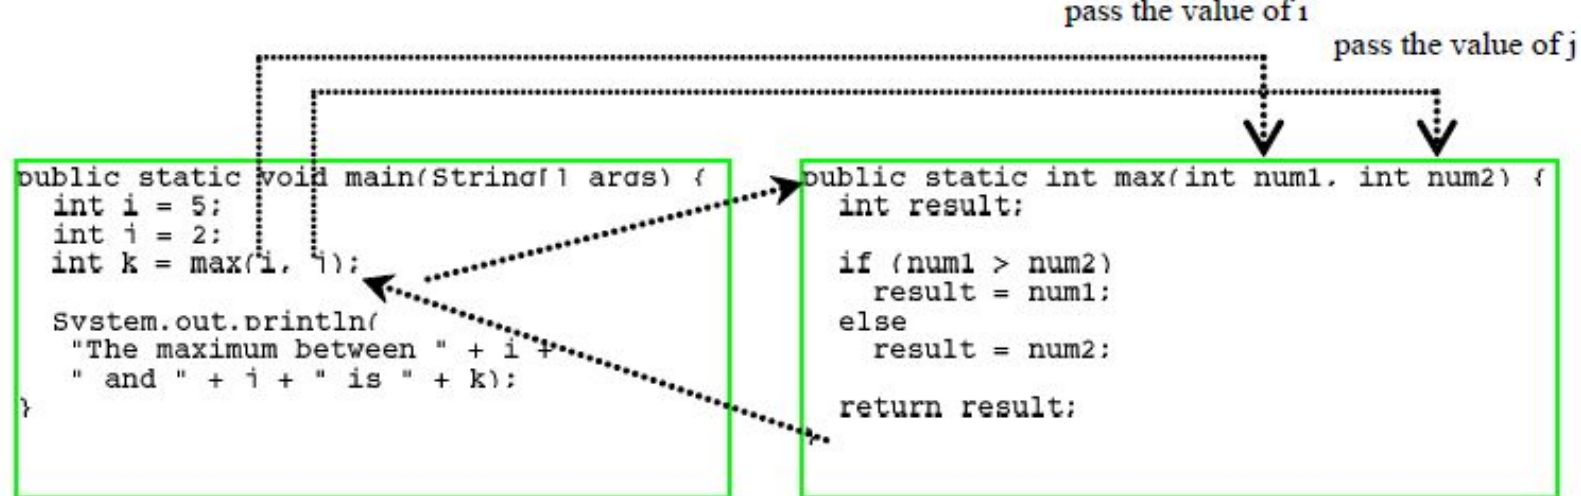 pass the value of i
pass the value of j
public static void main(String[] args) {
int i = 5;
int j = 2;
int k = max(i, j);
System.out.println(
"The maximum between " + i +
" and " + j + " is " + k);
}
public static int max(int num1, int num2) {
int result;
if (num1 > num2)
result = num1;
else
result = num2;
return result;
}